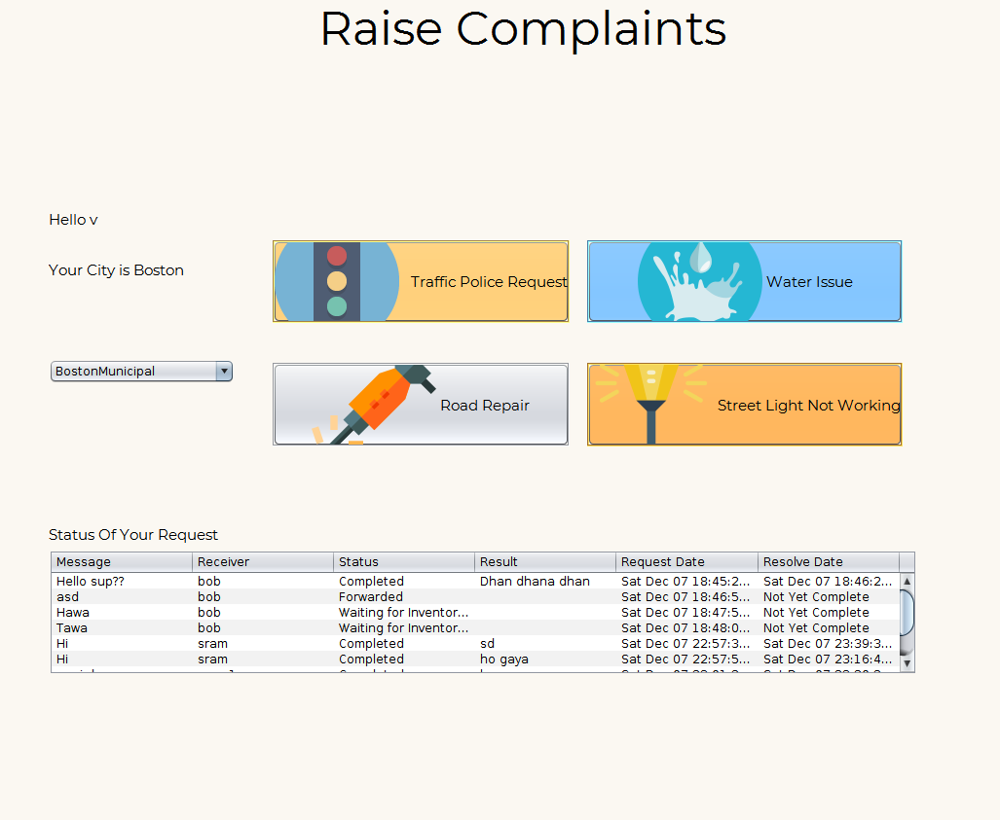 Raise Complaints
Hello v
Your City is Boston
Traffic Police Request
Water Issue
BostonMunicipal
Road Repair
Street Light Not Working
Status Of Your Request
Message Receiver Status Result Request Date Resolve Date
Hello sup?? bob Completed Dhan dhana dhan Sat Dec 07 18:45:2... Sat Dec 07 18:46:2...
asd bob Forwarded Sat Dec 07 18:46:5... Not Yet Complete
Hawa bob Waiting for Inventor... Sat Dec 07 18:47:5... Not Yet Complete
Tawa bob Waiting for Inventor... Sat Dec 07 18:48:0... Not Yet Complete
Hi sram Completed sd Sat Dec 07 22:57:3... Sat Dec 07 23:39:3...
Hi sram Completed ho gaya Sat Dec 07 22:57:5... Sat Dec 07 23:16:4...